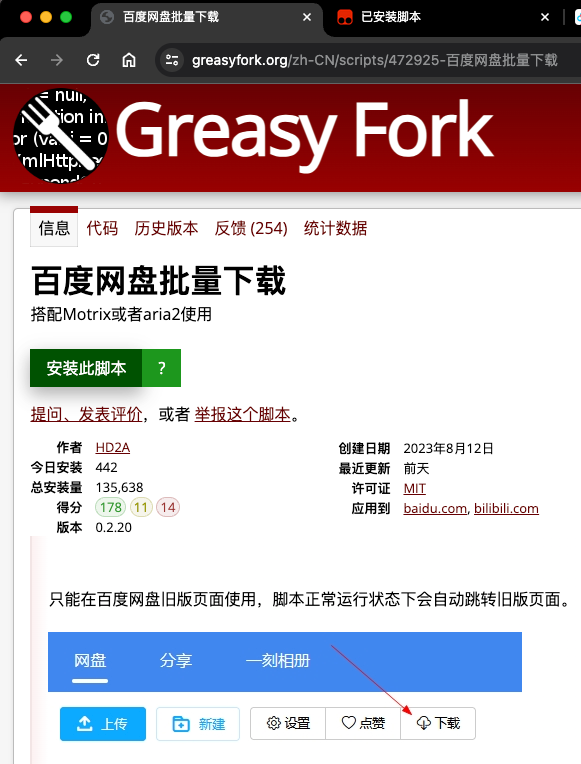 百度网盘批量下载
已安装脚本
greasyfork.org/zh-CN/scripts/472925-百度网盘批量下载
= null,
Greasy Fork
信息 代码 历史版本 反馈 (254) 统计数据
百度网盘批量下载
搭配Motrix或者aria2使用
安装此脚本 ?
提问、发表评价，或者 举报这个脚本。
作者 HD2A
今日安装 442
总安装量 135,638
得分 178 11 14
版本 0.2.20
创建日期 2023年8月12日
最近更新 前天
许可证 MIT
应用到 baidu.com, bilibili.com
只能在百度网盘旧版页面使用，脚本正常运行状态下会自动跳转旧版页面。
网盘 分享 一刻相册
上传 新建 设置 点赞 下载